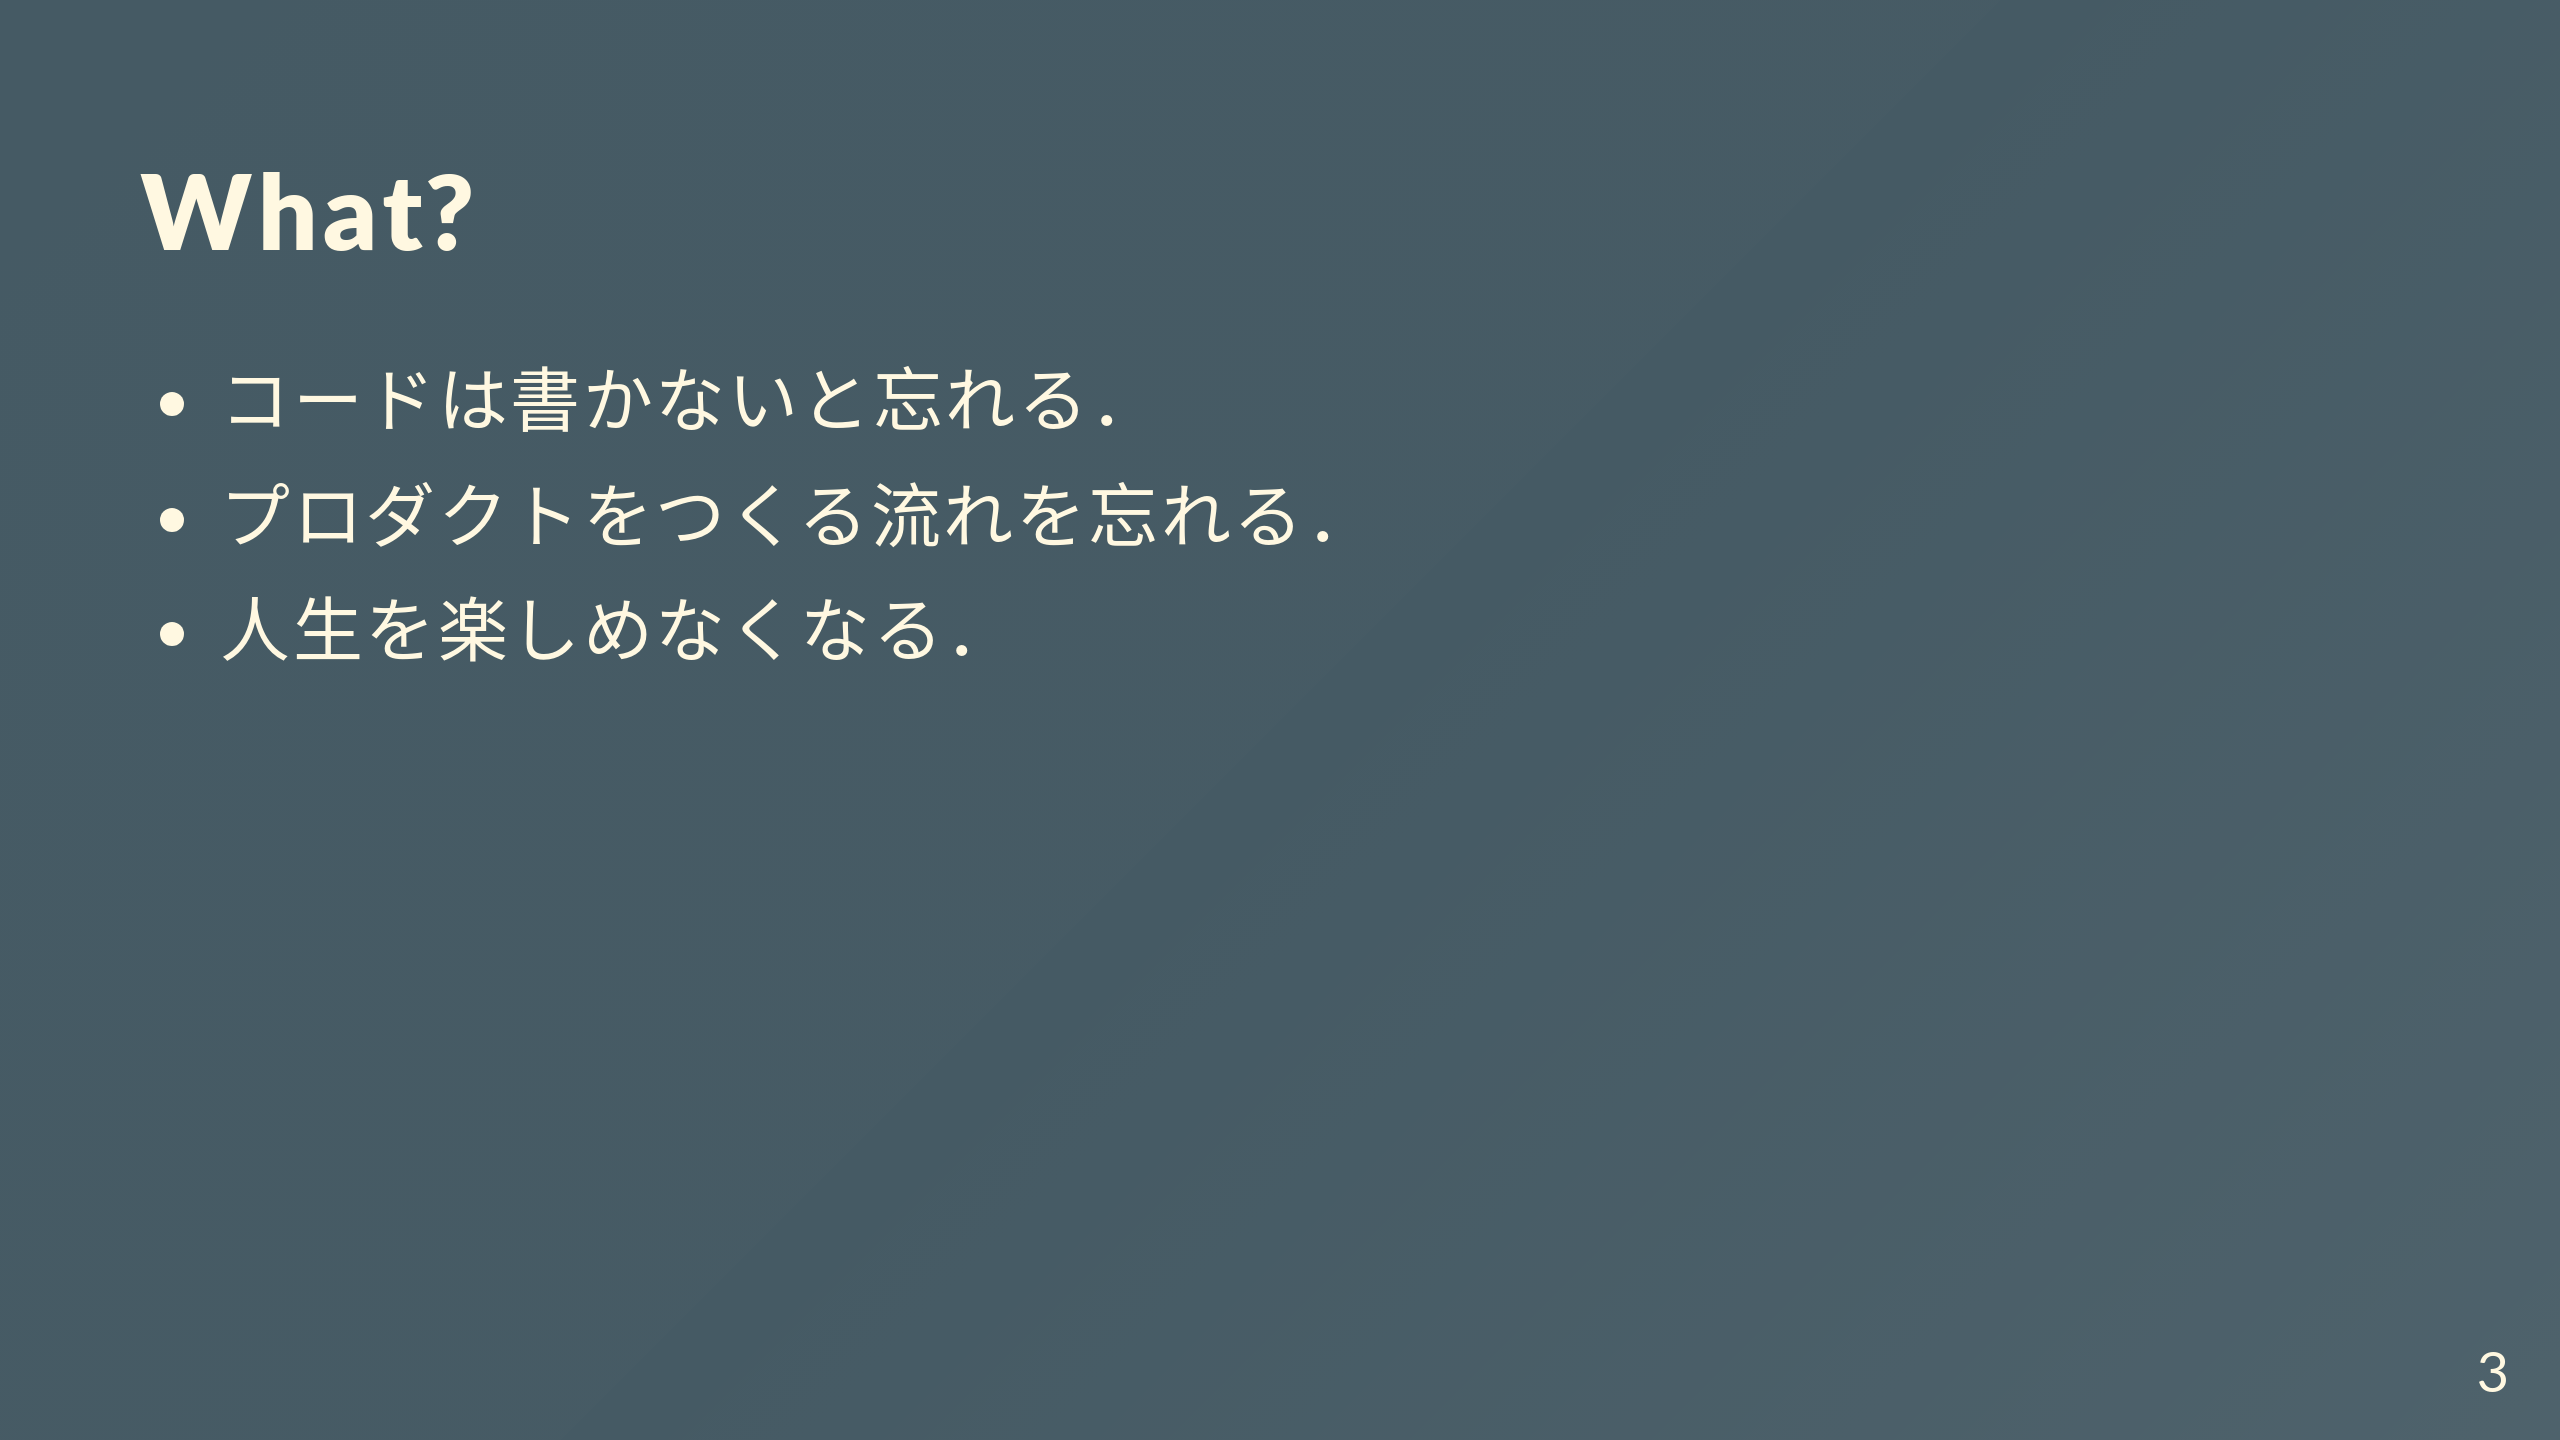 What?
• コードは書かないと忘れる．
• プロダクトをつくる流れを忘れる．
• 人生を楽しめなくなる．
3